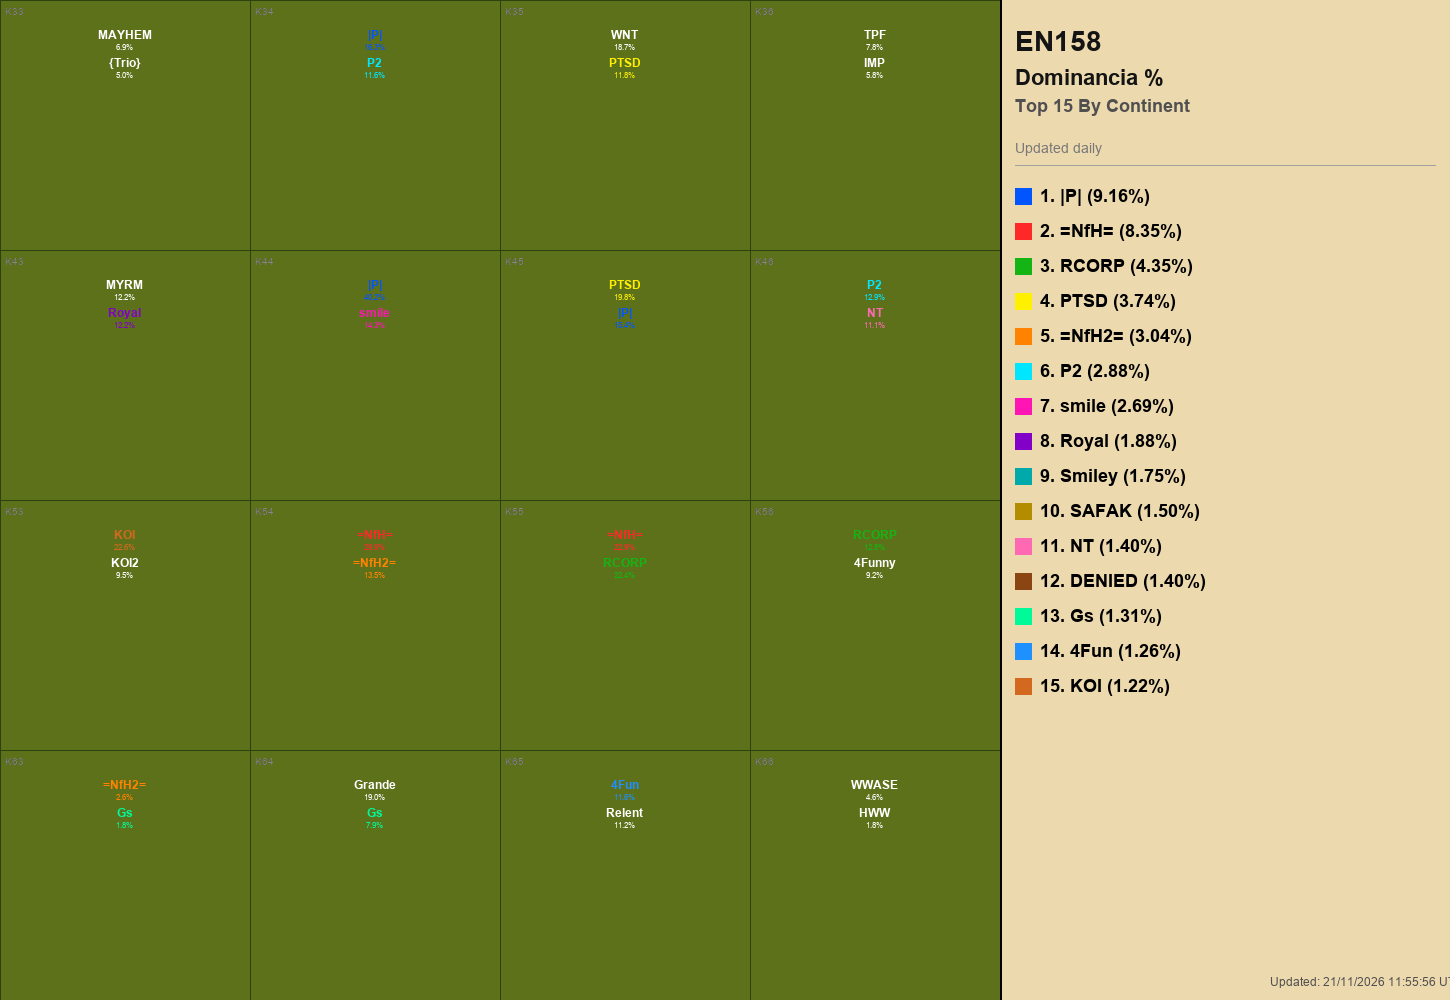 K33
MAYHEM
6.9%
{Trio}
5.0%
K34
|P|
P2
11.6%
K35
WNT
18.7%
PTSD
11.8%
K36
TPF
7.8%
IMP
5.8%
K43
MYRM
12.2%
Royal
12.2%
K44
|P|
smile
K45
PTSD
19.8%
|P|
K46
P2
12.9%
NT
11.1%
K53
KOI
22.6%
KOI2
9.5%
K54
=NfH=
=NfH2=
13.5%
K55
=NfH=
RCORP
K56
RCORP
4Funny
9.2%
K63
=NfH2=
2.6%
Gs
1.8%
K64
Grande
19.0%
Gs
7.9%
K65
4Fun
11.6%
Relent
11.2%
K66
WWASE
4.6%
HWW
1.8%
EN158
Dominancia %
Top 15 By Continent
Updated daily
1. |P| (9.16%)
2. =NfH= (8.35%)
3. RCORP (4.35%)
4. PTSD (3.74%)
5. =NfH2= (3.04%)
6. P2 (2.88%)
7. smile (2.69%)
8. Royal (1.88%)
9. Smiley (1.75%)
10. SAFAK (1.50%)
11. NT (1.40%)
12. DENIED (1.40%)
13. Gs (1.31%)
14. 4Fun (1.26%)
15. KOI (1.22%)
Updated: 21/11/2026 11:55:56